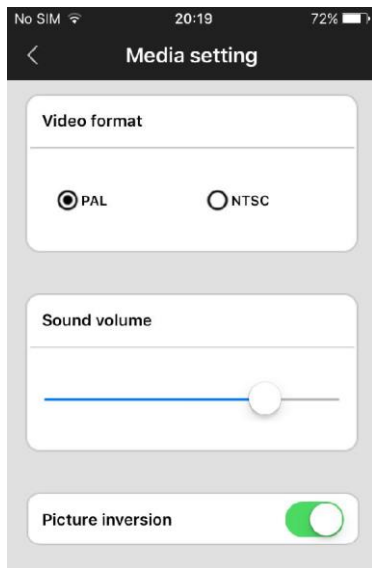 No SIM 20:19 72%
Media setting
Video format
PAL NTSC
Sound volume
Picture inversion